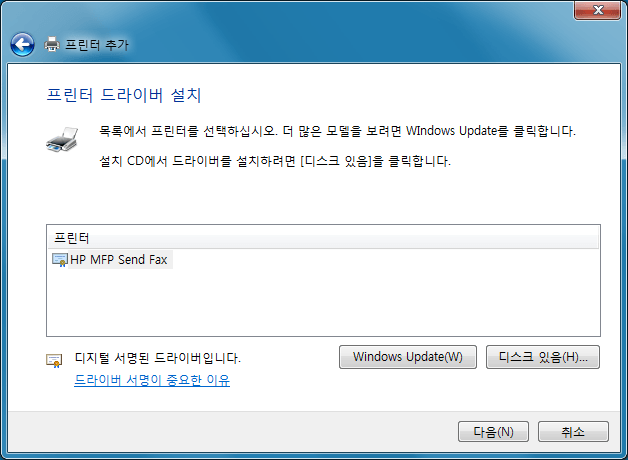 프린터 추가
프린터 드라이버 설치
목록에서 프린터를 선택하십시오. 더 많은 모델을 보려면 WIndows Update를 클릭합니다.
설치 CD에서 드라이버를 설치하려면 [디스크 있음]을 클릭합니다.
프린터
HP MFP Send Fax
디지털 서명된 드라이버입니다.
드라이버 서명이 중요한 이유
Windows Update(W)
디스크 있음(H)...
다음(N)
취소